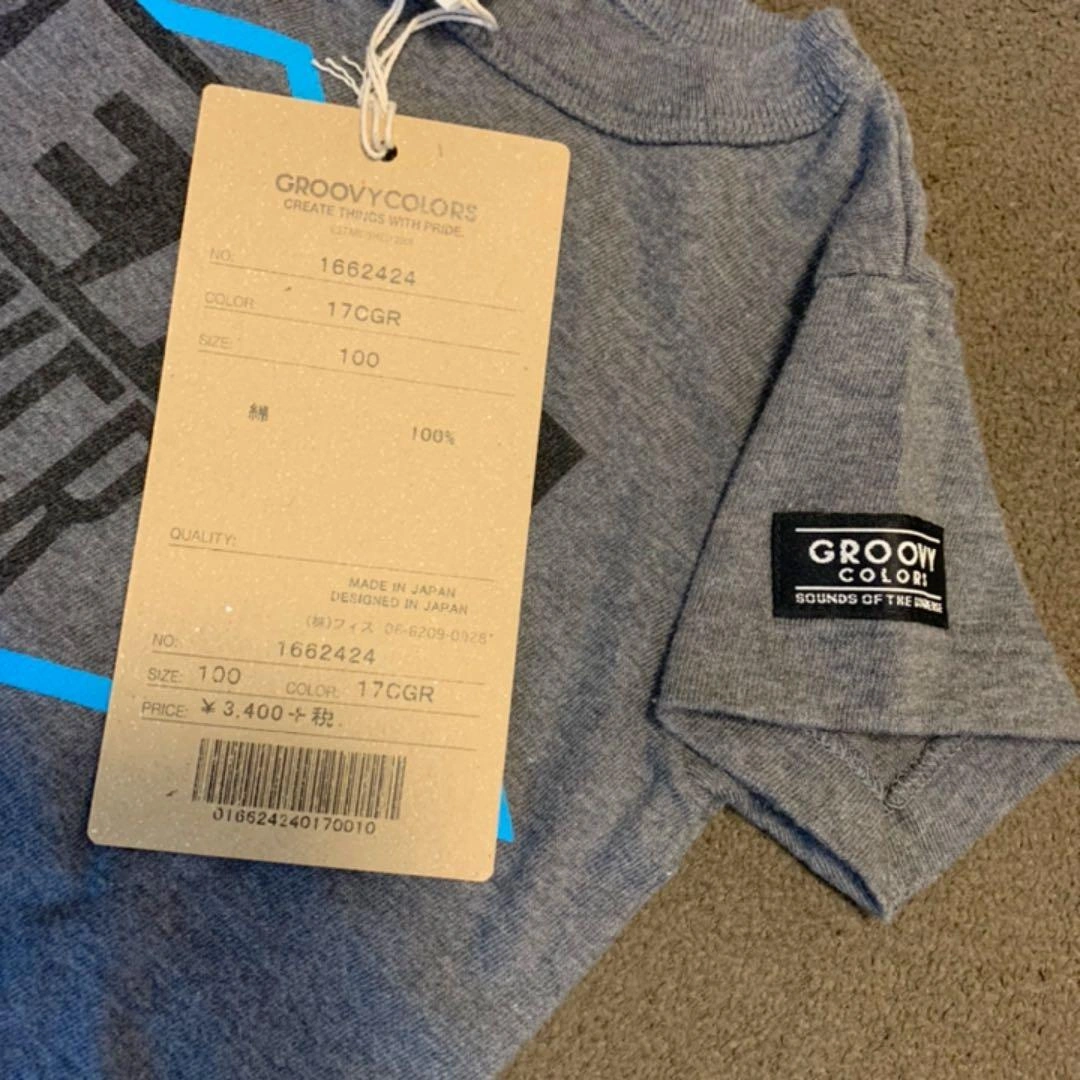 GROOVYCOLORS
CREATE THINGS WITH PRIDE.
NO: 1662424
COLOR: 17CGR
SIZE: 100
綿 100%
QUALITY:
MADE IN JAPAN
DESIGNED IN JAPAN
(株)フィス 06-6209-0928*
NO: 1662424
SIZE: 100 COLOR: 17CGR
PRICE: ¥3,400+税
016624240170010
GROOVY
COLORS
SOUNDS OF THE